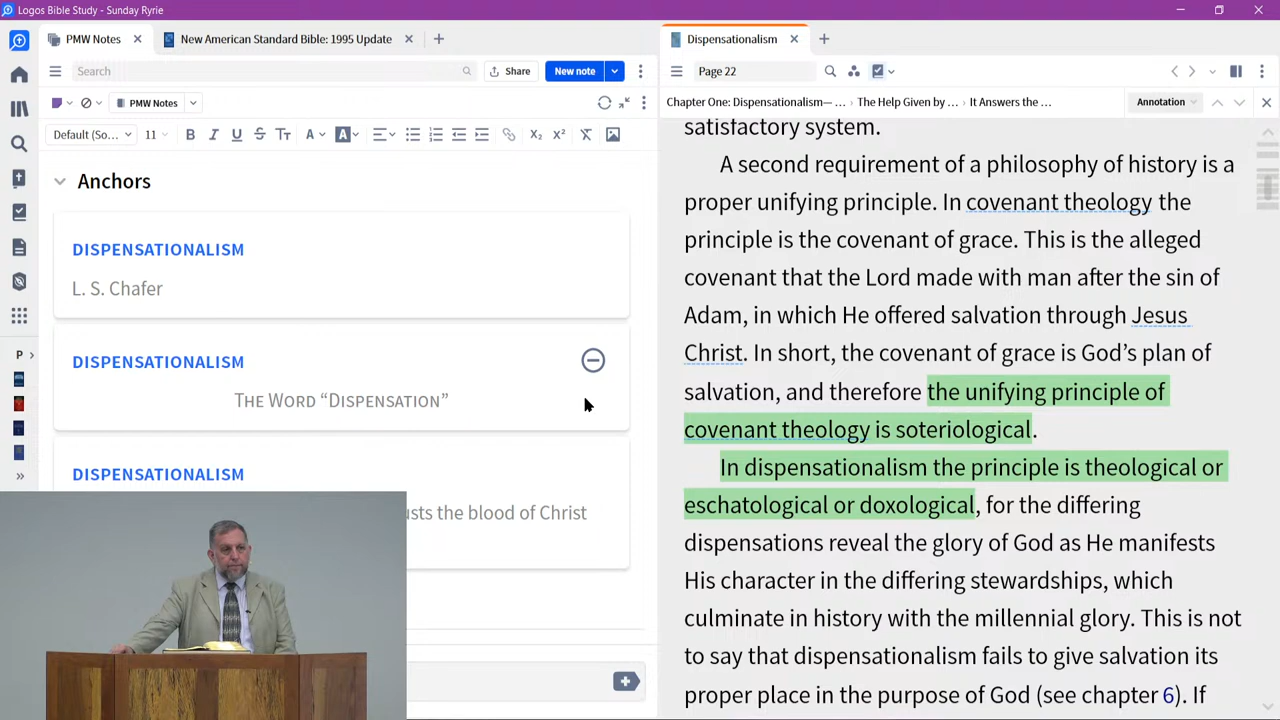 Logos Bible Study - Sunday Ryrie
PMW Notes
New American Standard Bible: 1995 Update
Search
Share
New note
PMW Notes
Default (So...
11
B I U S Tт A A X₂ X²
Anchors
DISPENSATIONALISM
L. S. Chafer
DISPENSATIONALISM
THE WORD “DISPENSATION”
DISPENSATIONALISM
usts the blood of Christ
P
Dispensationalism
Page 22
Chapter One: Dispensationalism— ... › The Help Given by ... › It Answers the ...
Annotation
satisfactory system.
A second requirement of a philosophy of history is a
proper unifying principle. In covenant theology the
principle is the covenant of grace. This is the alleged
covenant that the Lord made with man after the sin of
Adam, in which He offered salvation through Jesus
Christ. In short, the covenant of grace is God’s plan of
salvation, and therefore the unifying principle of
covenant theology is soteriological.
In dispensationalism the principle is theological or
eschatological or doxological, for the differing
dispensations reveal the glory of God as He manifests
His character in the differing stewardships, which
culminate in history with the millennial glory. This is not
to say that dispensationalism fails to give salvation its
proper place in the purpose of God (see chapter 6). If